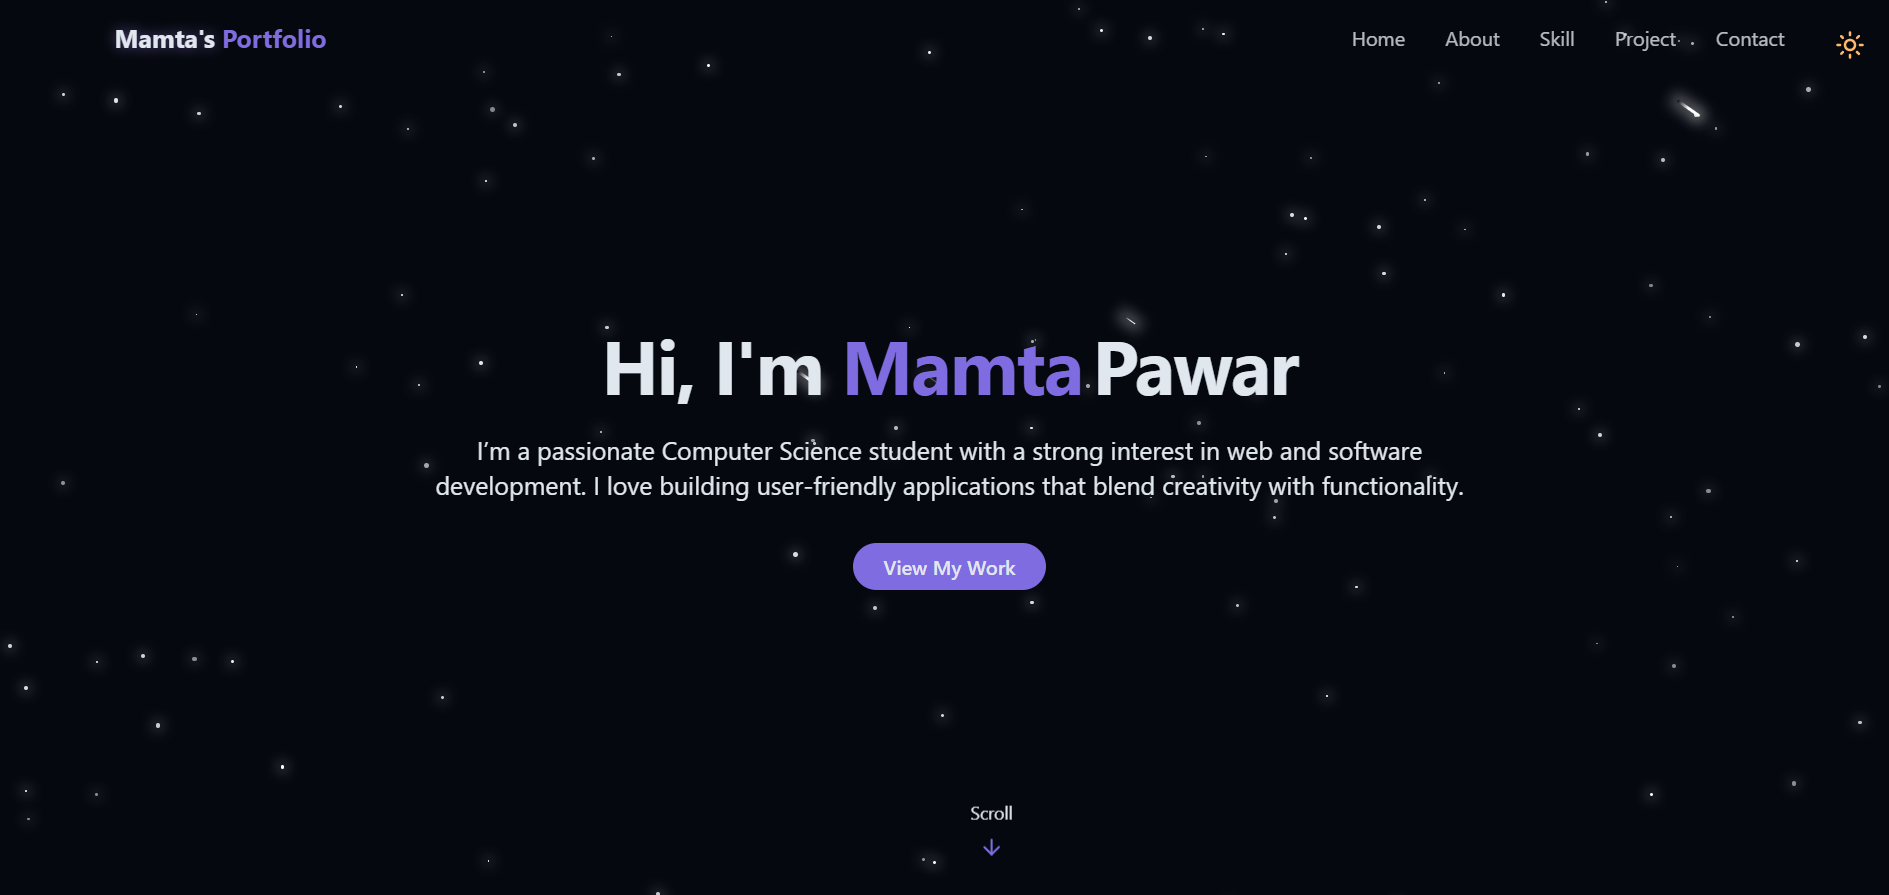 Mamta's Portfolio
Home About Skill Project Contact
Hi, I'm Mamta Pawar
I’m a passionate Computer Science student with a strong interest in web and software
development. I love building user-friendly applications that blend creativity with functionality.
View My Work
Scroll